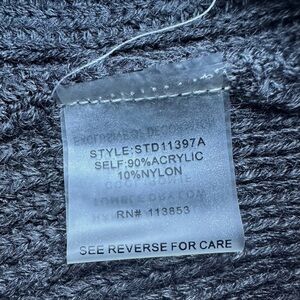 STYLE:STD11397A
SELF:90%ACRYLIC
10%NYLON
RN# 113853
SEE REVERSE FOR CARE